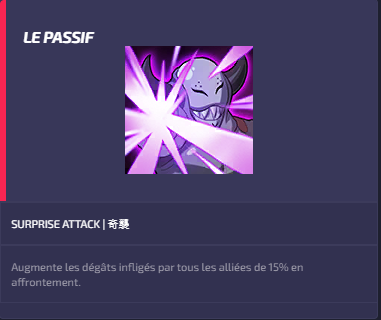 LE PASSIF
SURPRISE ATTACK | 奇襲
Augmente les dégâts infligés par tous les alliées de 15% en
affrontement.